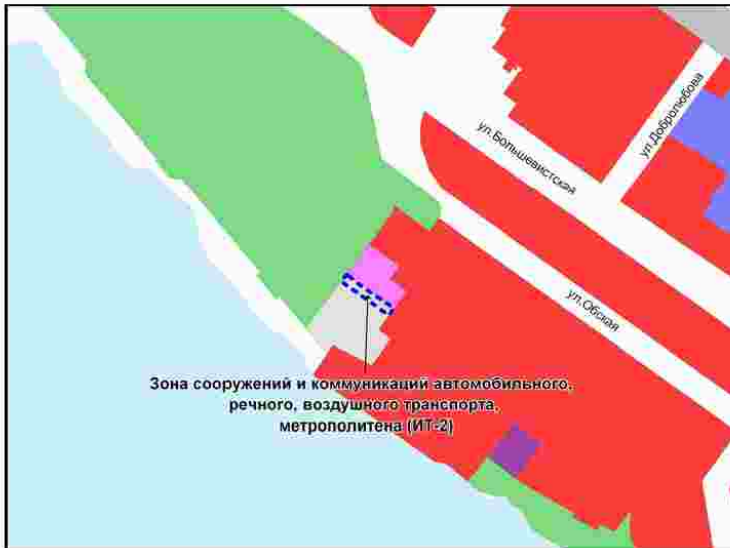 ул.Добролюбова
ул.Большевистская
ул.Обская
Зона сооружений и коммуникаций автомобильного,
речного, воздушного транспорта,
метрополитена (ИТ-2)